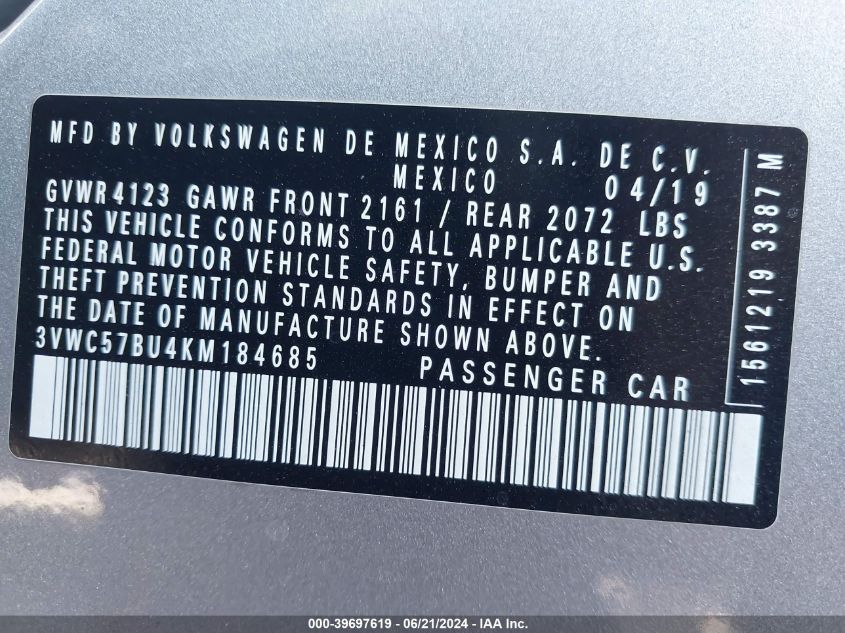 MFD BY VOLKSWAGEN DE MEXICO S.A. DE C.V.
MEXICO 04/19
GVWR 4123 GAWR FRONT 2161 / REAR 2072 LBS
THIS VEHICLE CONFORMS TO ALL APPLICABLE U.S.
FEDERAL MOTOR VEHICLE SAFETY, BUMPER AND
THEFT PREVENTION STANDARDS IN EFFECT ON
THE DATE OF MANUFACTURE SHOWN ABOVE.
3VWC57BU4KM184685 PASSENGER CAR
1561219 3387 M
000-39697619 / 06/21/2024 - IAA Inc.